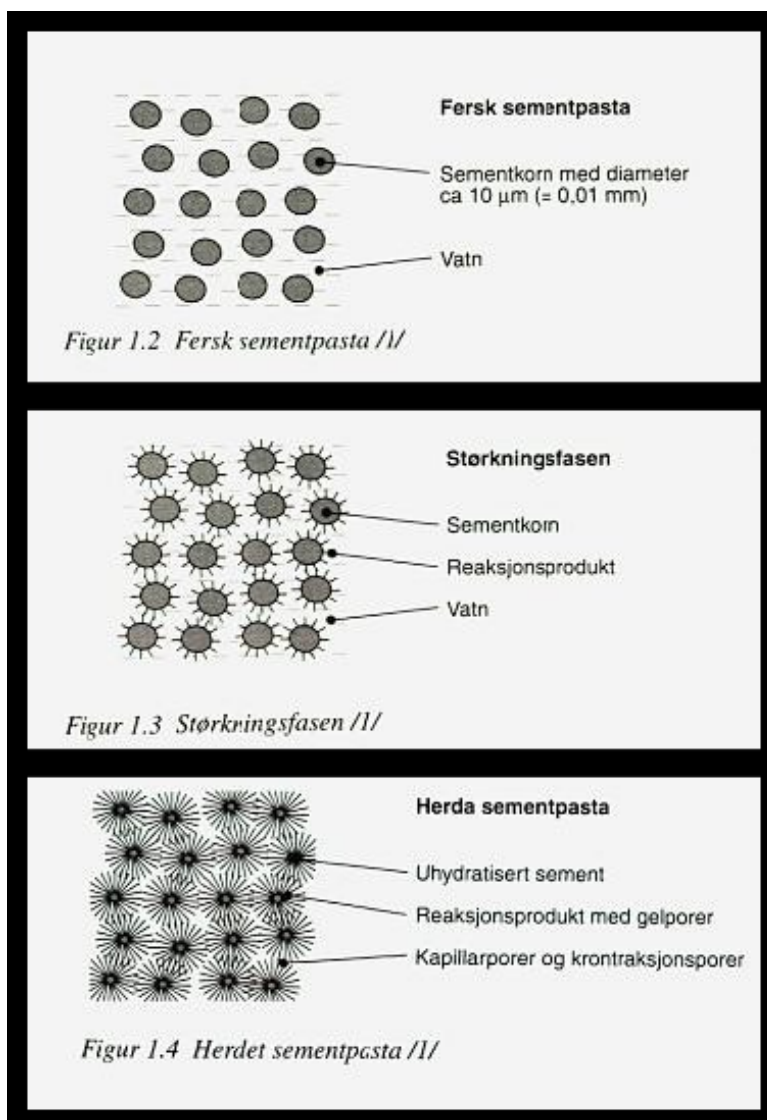 Fersk sementpasta
Sementkorn med diameter
ca 10 µm (= 0,01 mm)
Vatn
Figur 1.2 Fersk sementpasta /1/
Størkningsfasen
Sementkorn
Reaksjonsprodukt
Vatn
Figur 1.3 Størkningsfasen /1/
Herda sementpasta
Uhydratisert sement
Reaksjonsprodukt med gelporer
Kapillarporer og krontraksjonsporer
Figur 1.4 Herdet sementpasta /1/